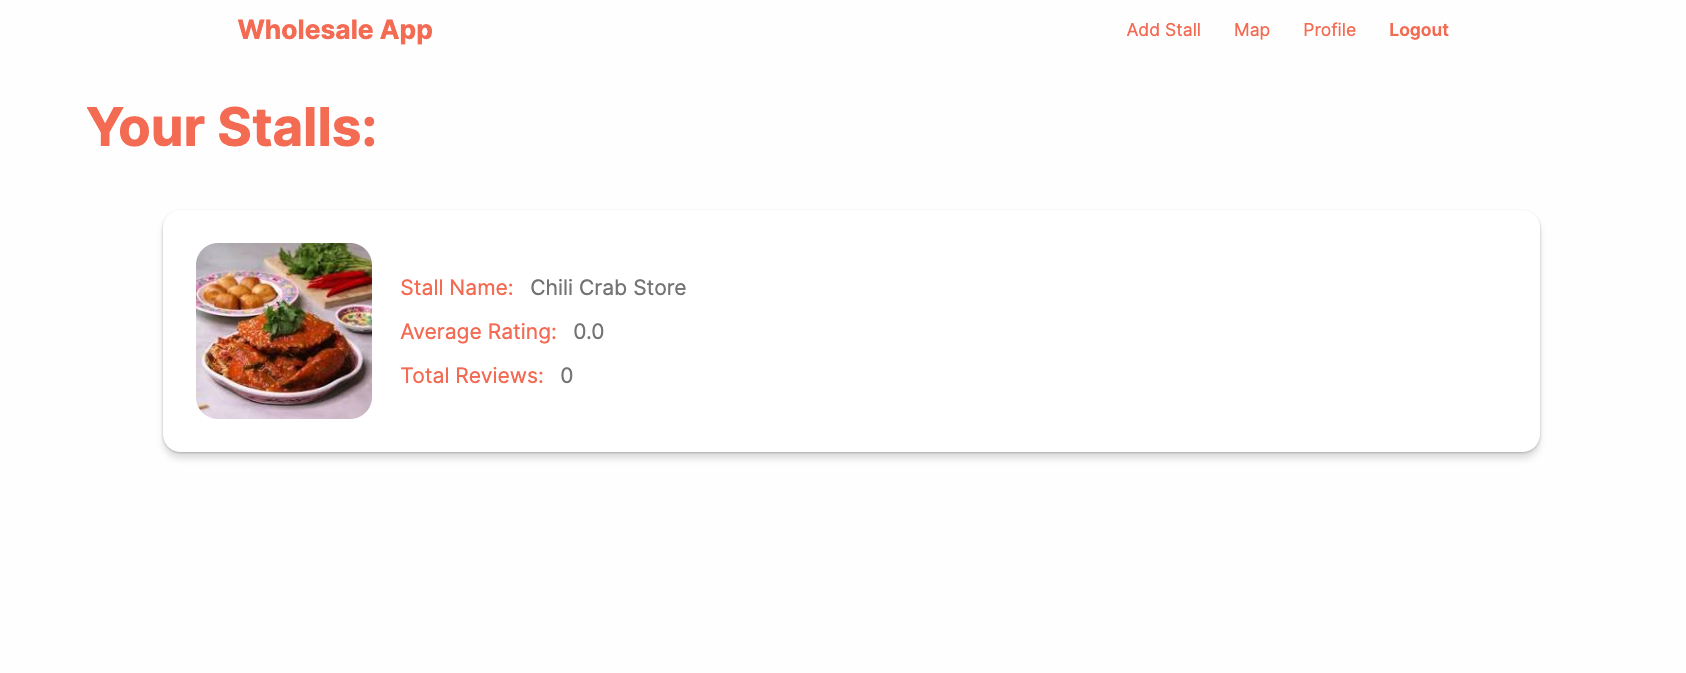 Wholesale App
Add Stall Map Profile Logout
Your Stalls:
Stall Name: Chili Crab Store
Average Rating: 0.0
Total Reviews: 0